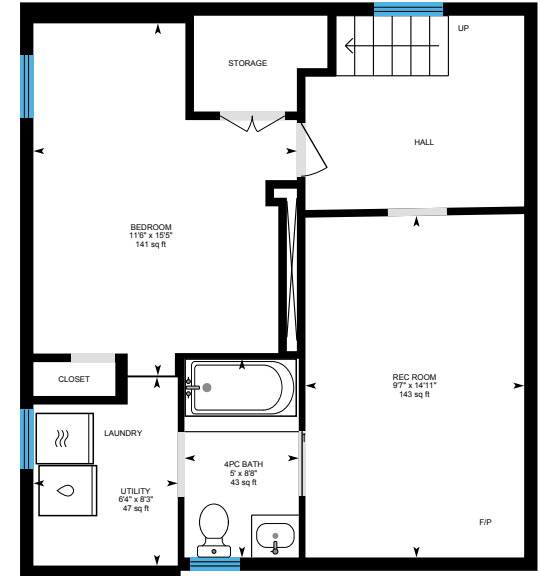 UP
STORAGE
HALL
BEDROOM
11'6" x 15'5"
141 sq ft
CLOSET
REC ROOM
9'7" x 14'11"
143 sq ft
LAUNDRY
4PC BATH
5' x 8'8"
43 sq ft
UTILITY
6'4" x 8'3"
47 sq ft
F/P